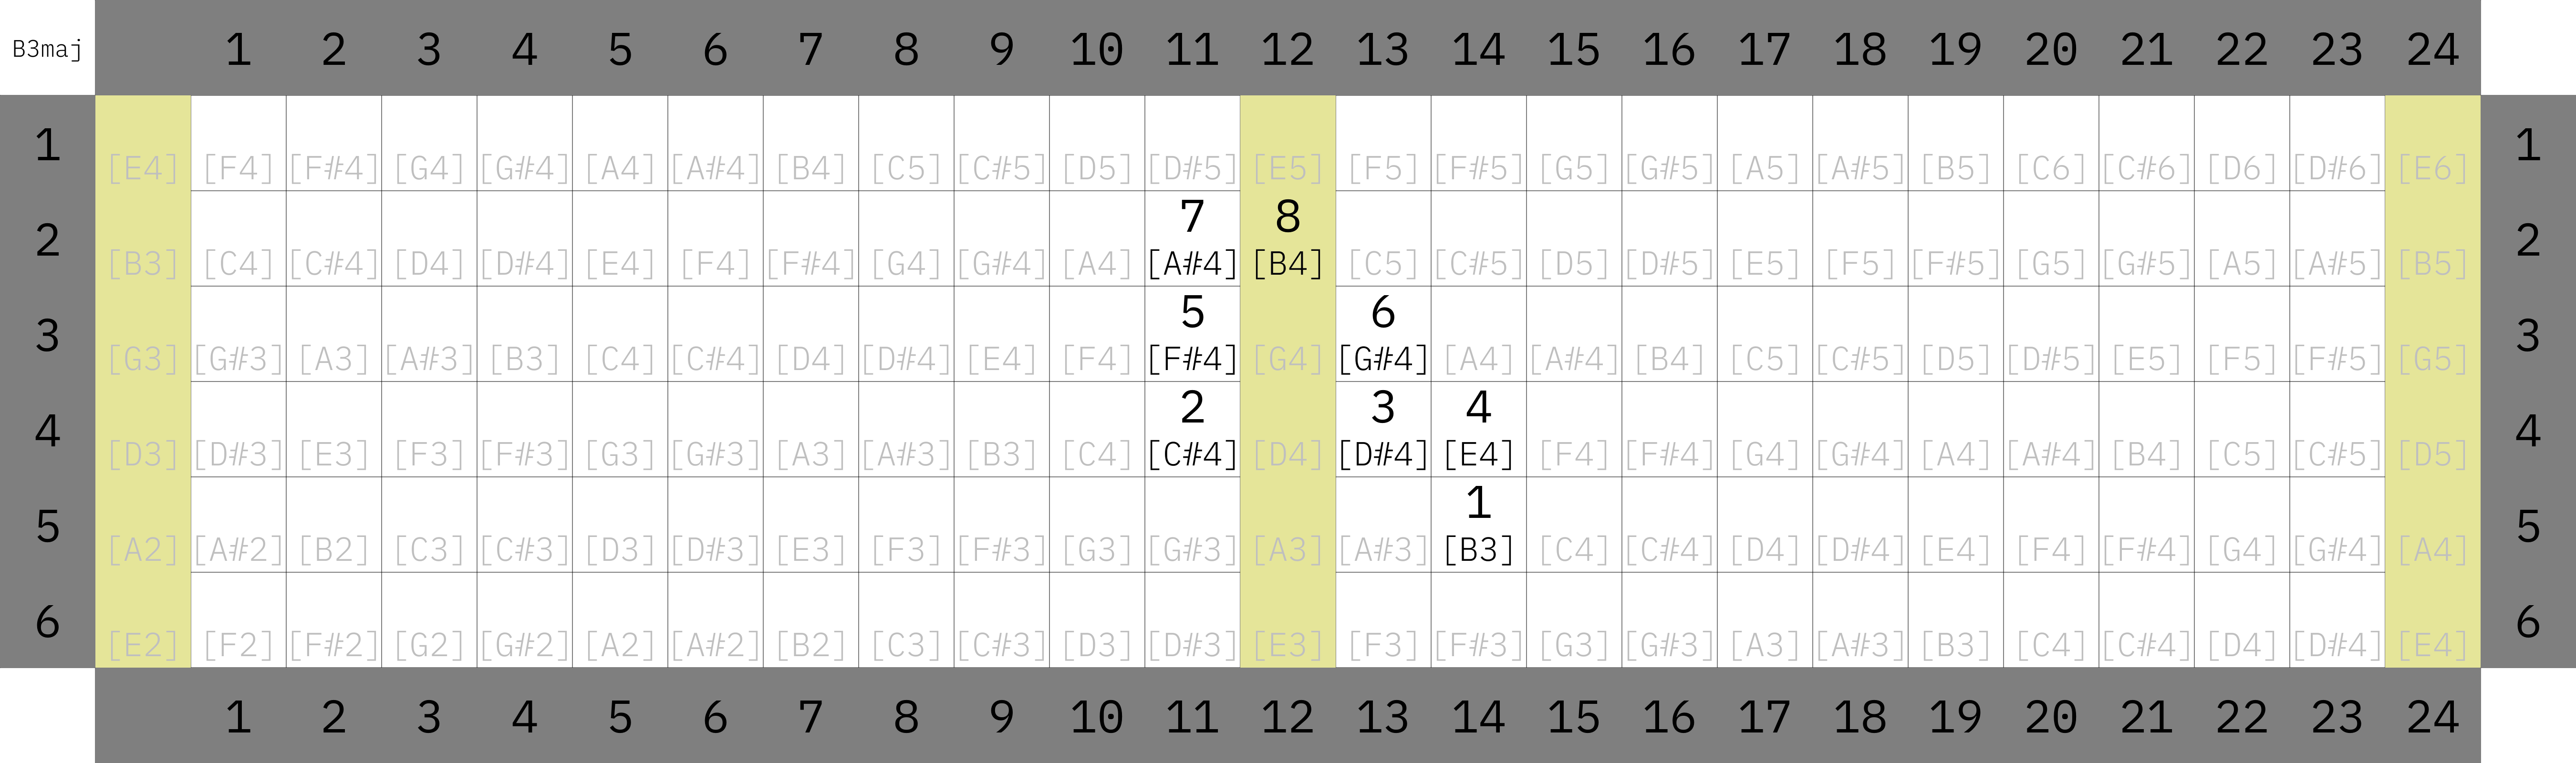 B3maj 1 2 3 4 5 6 7 8 9 10 11 12 13 14 15 16 17 18 19 20 21 22 23 24
1 [E4] [F4] [F#4] [G4] [G#4] [A4] [A#4] [B4] [C5] [C#5] [D5] [D#5] [E5] [F5] [F#5] [G5] [G#5] [A5] [A#5] [B5] [C6] [C#6] [D6] [D#6] [E6] 1
7 8
2 [B3] [C4] [C#4] [D4] [D#4] [E4] [F4] [F#4] [G4] [G#4] [A4] [A#4] [B4] [C5] [C#5] [D5] [D#5] [E5] [F5] [F#5] [G5] [G#5] [A5] [A#5] [B5] 2
5 6
3 [G3] [G#3] [A3] [A#3] [B3] [C4] [C#4] [D4] [D#4] [E4] [F4] [F#4] [G4] [G#4] [A4] [A#4] [B4] [C5] [C#5] [D5] [D#5] [E5] [F5] [F#5] [G5] 3
2 3 4
4 [D3] [D#3] [E3] [F3] [F#3] [G3] [G#3] [A3] [A#3] [B3] [C4] [C#4] [D4] [D#4] [E4] [F4] [F#4] [G4] [G#4] [A4] [A#4] [B4] [C5] [C#5] [D5] 4
1
5 [A2] [A#2] [B2] [C3] [C#3] [D3] [D#3] [E3] [F3] [F#3] [G3] [G#3] [A3] [A#3] [B3] [C4] [C#4] [D4] [D#4] [E4] [F4] [F#4] [G4] [G#4] [A4] 5
6 [E2] [F2] [F#2] [G2] [G#2] [A2] [A#2] [B2] [C3] [C#3] [D3] [D#3] [E3] [F3] [F#3] [G3] [G#3] [A3] [A#3] [B3] [C4] [C#4] [D4] [D#4] [E4] 6
1 2 3 4 5 6 7 8 9 10 11 12 13 14 15 16 17 18 19 20 21 22 23 24